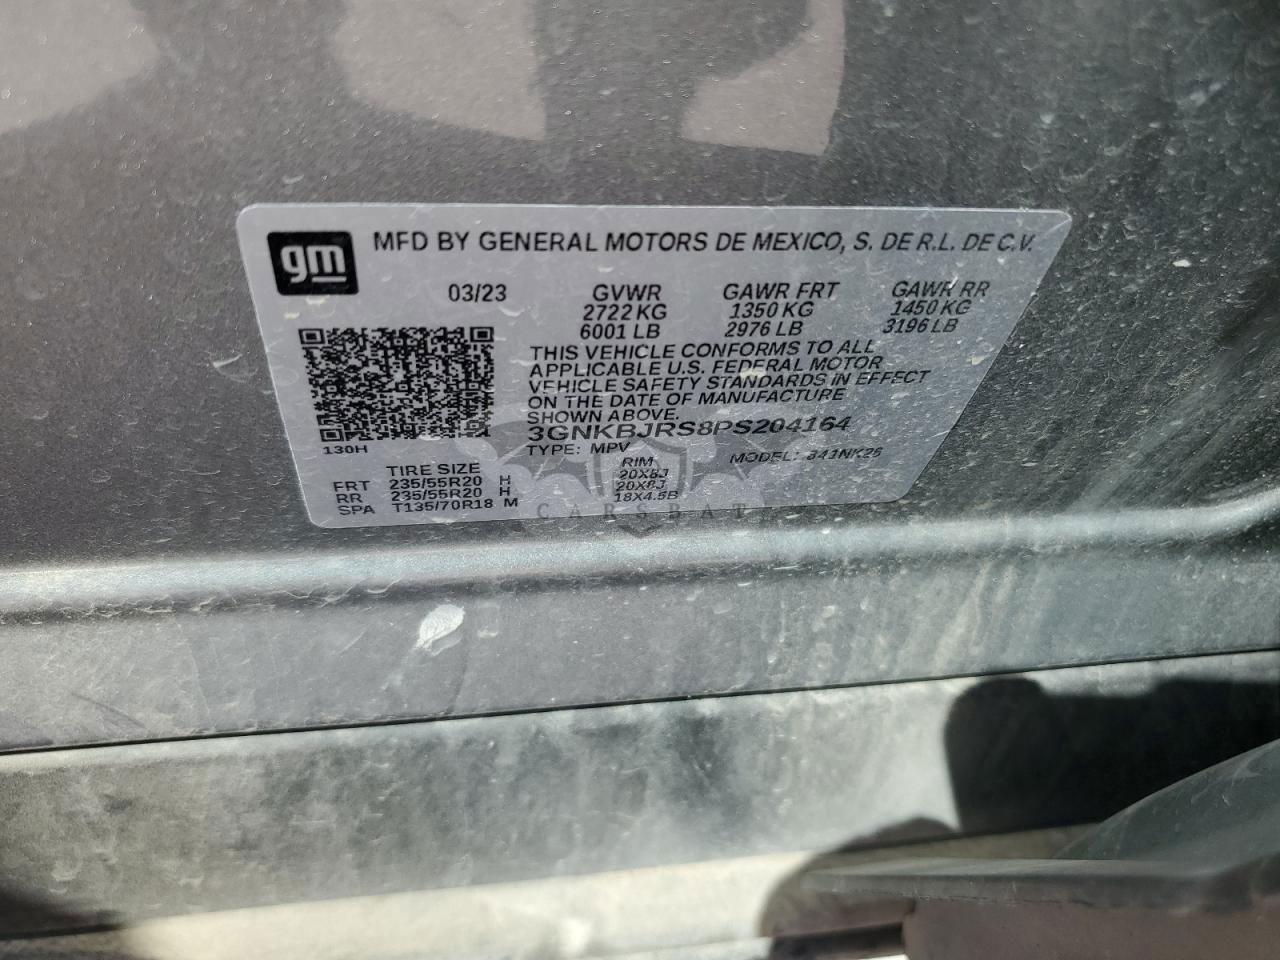 gm
MFD BY GENERAL MOTORS DE MEXICO, S. DE R.L. DE C.V.
03/23 GVWR GAWR FRT GAWR RR
2722 KG 1350 KG 1450 KG
6001 LB 2976 LB 3196 LB
THIS VEHICLE CONFORMS TO ALL
APPLICABLE U.S. FEDERAL MOTOR
VEHICLE SAFETY STANDARDS IN EFFECT
ON THE DATE OF MANUFACTURE
SHOWN ABOVE.
3GNKBJRS8PS204164
130H TYPE: MPV MODEL: 841NK26
TIRE SIZE RIM
FRT 235/55R20 H 20X8J
RR 235/55R20 H 20X8J
SPA T135/70R18 M 18X4.5B
CARSBAT